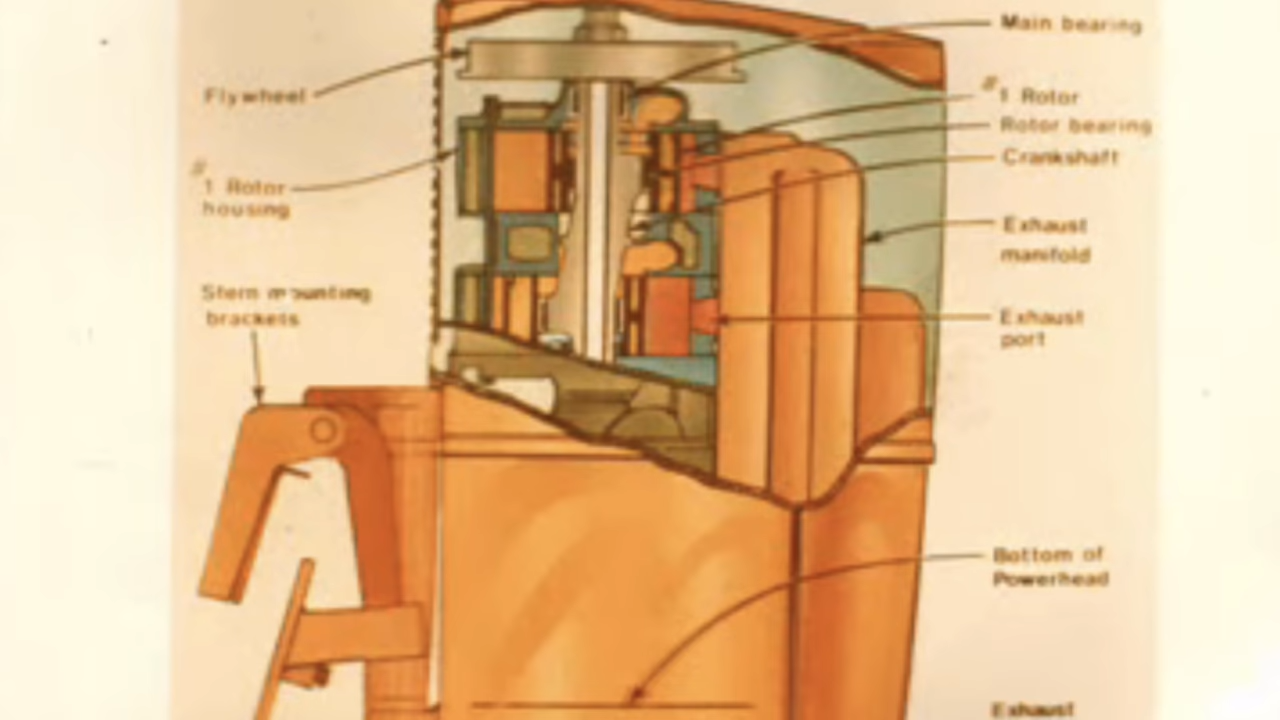 Main bearing
Flywheel
# 1 Rotor
Rotor bearing
Crankshaft
# 1 Rotor
housing
Exhaust
manifold
Stern mounting
brackets
Exhaust
port
Bottom of
Powerhead
Exhaust